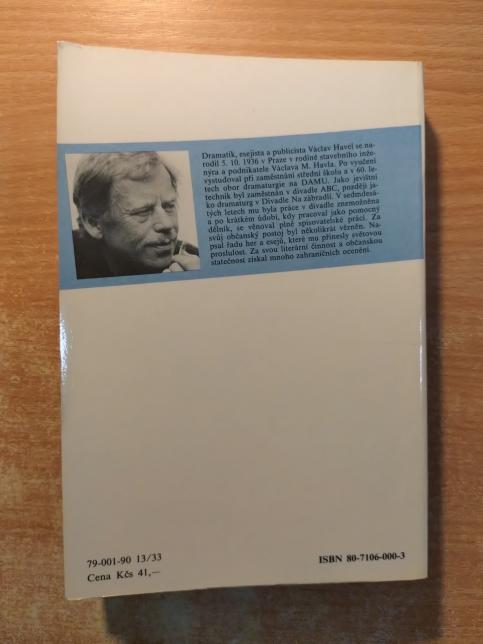 Dramatik, esejista a publicista Václav Havel se na-
rodil 5. 10. 1936 v Praze v rodině stavebního inže-
nýra a podnikatele Václava M. Havla. Po vyučení
vystudoval při zaměstnání střední školu a v 60. le-
tech obor dramaturgie na DAMU. Jako jevištní
technik byl zaměstnán v divadle ABC, později ja-
ko dramaturg v Divadle Na zábradlí. V sedmdesá-
tých letech mu byla práce v divadle znemožněna
a po krátkém údobí, kdy pracoval jako pomocný
dělník, se věnoval plně spisovatelské práci. Za
svůj občanský postoj byl několikrát vězněn. Na-
psal řadu her a esejů, které mu přinesly světovou
proslulost. Za svou literární činnost a občanskou
statečnost získal mnoho zahraničních ocenění.
79-001-90 13/33
Cena Kčs 41,—
ISBN 80-7106-000-3